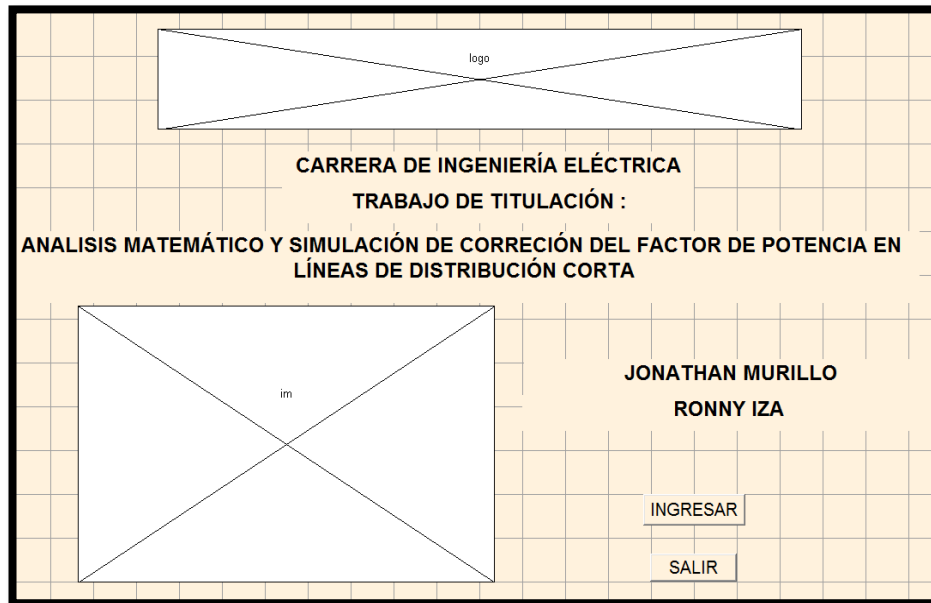 logo
CARRERA DE INGENIERÍA ELÉCTRICA
TRABAJO DE TITULACIÓN :
ANALISIS MATEMÁTICO Y SIMULACIÓN DE CORRECIÓN DEL FACTOR DE POTENCIA EN
LÍNEAS DE DISTRIBUCIÓN CORTA
im
JONATHAN MURILLO
RONNY IZA
INGRESAR
SALIR